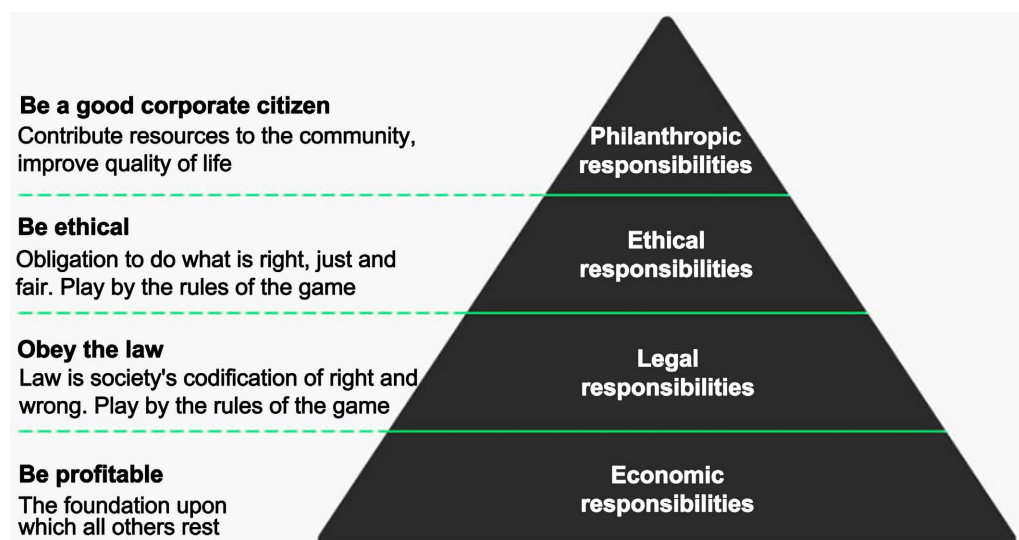 Be a good corporate citizen
Contribute resources to the community,
improve quality of life
Philanthropic
responsibilities
Be ethical
Obligation to do what is right, just and
fair. Play by the rules of the game
Ethical
responsibilities
Obey the law
Law is society's codification of right and
wrong. Play by the rules of the game
Legal
responsibilities
Be profitable
The foundation upon
which all others rest
Economic
responsibilities